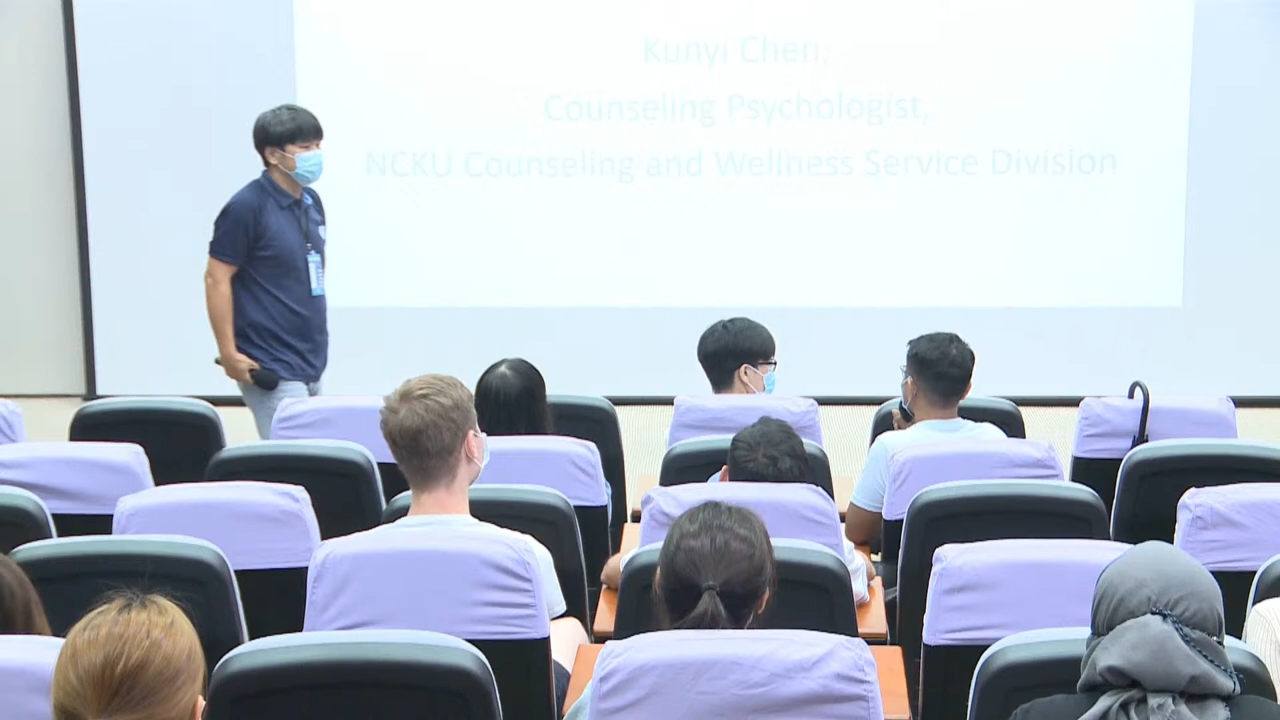 Kunyi Chen,
Counseling Psychologist,
NCKU Counseling and Wellness Service Division